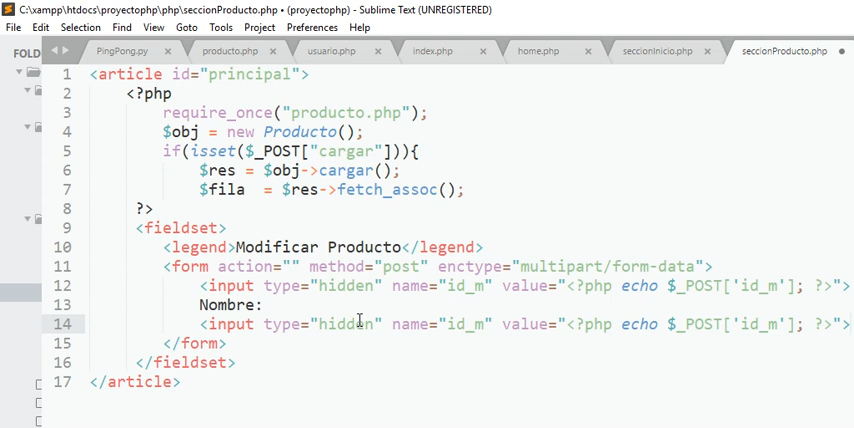 C:\xampp\htdocs\proyectophp\php\seccionProducto.php • (proyectophp) - Sublime Text (UNREGISTERED)
File Edit Selection Find View Goto Tools Project Preferences Help
FOLD
PingPong.py × producto.php × usuario.php × index.php × home.php × seccionInicio.php × seccionProducto.php
1 <article id="principal">
2 <?php
3 require_once("producto.php");
4 $obj = new Producto();
5 if(isset($_POST["cargar"])){
6 $res = $obj->cargar();
7 $fila  = $res->fetch_assoc();
8 ?>
9 <fieldset>
10 <legend>Modificar Producto</legend>
11 <form action="" method="post" enctype="multipart/form-data">
12 <input type="hidden" name="id_m" value="<?php echo $_POST['id_m']; ?>">
13 Nombre:
14 <input type="hidden" name="id_m" value="<?php echo $_POST['id_m']; ?>">
15 </form>
16 </fieldset>
17 </article>